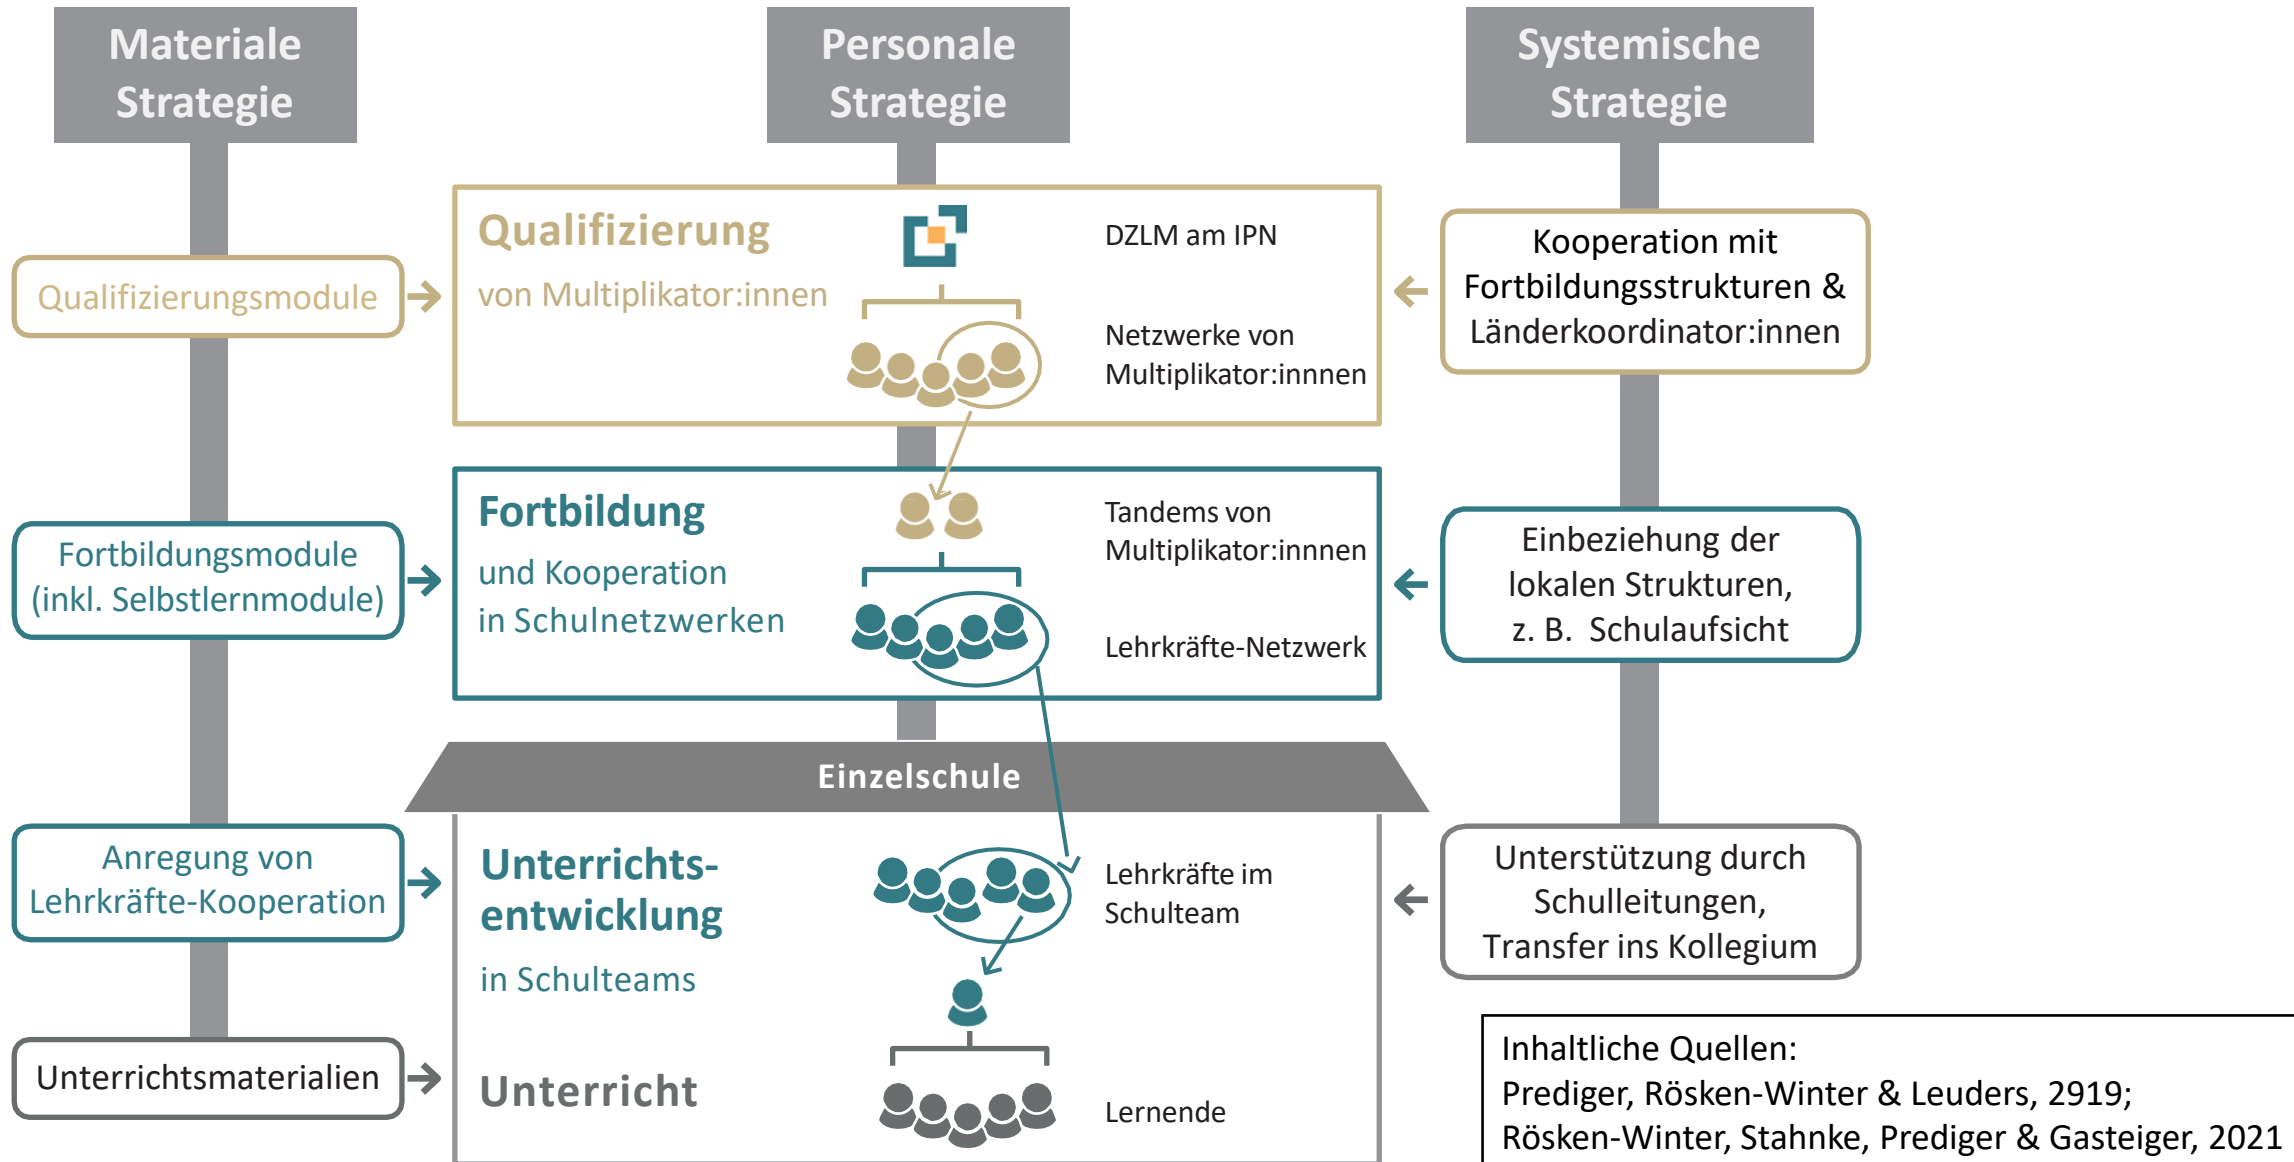 Materiale
Strategie
Personale
Strategie
Systemische
Strategie
Qualifizierungsmodule
Qualifizierung
von Multiplikator:innen
DZLM am IPN
Netzwerke von
Multiplikator:innnen
Kooperation mit
Fortbildungsstrukturen &
Länderkoordinator:innen
Fortbildungsmodule
(inkl. Selbstlernmodule)
Fortbildung
und Kooperation
in Schulnetzwerken
Tandems von
Multiplikator:innnen
Lehrkräfte-Netzwerk
Einbeziehung der
lokalen Strukturen,
z. B. Schulaufsicht
Einzelschule
Anregung von
Lehrkräfte-Kooperation
Unterrichts-
entwicklung
in Schulteams
Lehrkräfte im
Schulteam
Unterstützung durch
Schulleitungen,
Transfer ins Kollegium
Unterrichtsmaterialien
Unterricht
Lernende
Inhaltliche Quellen:
Prediger, Rösken-Winter & Leuders, 2919;
Rösken-Winter, Stahnke, Prediger & Gasteiger, 2021